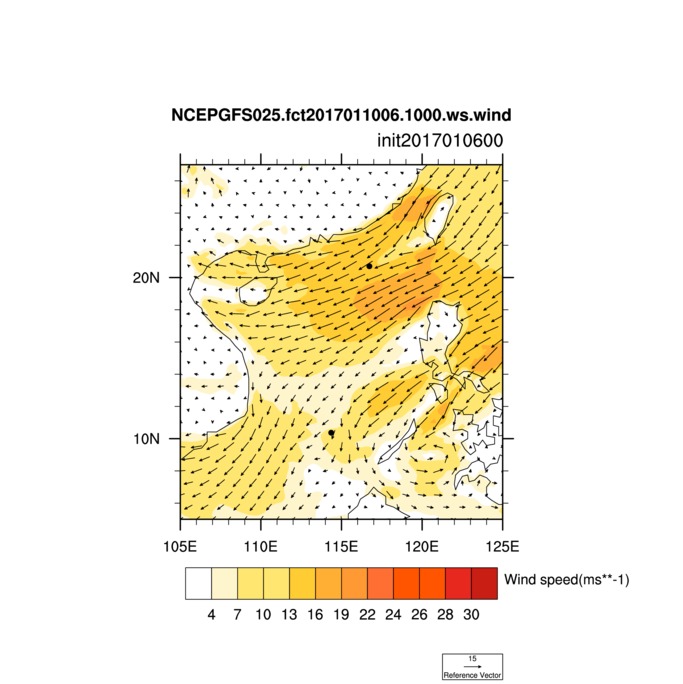 NCEPGFS025.fct2017011006.1000.ws.wind
init2017010600
20N
10N
105E 110E 115E 120E 125E
Wind speed(ms**-1)
4 7 10 13 16 19 22 24 26 28 30
15
Reference Vector